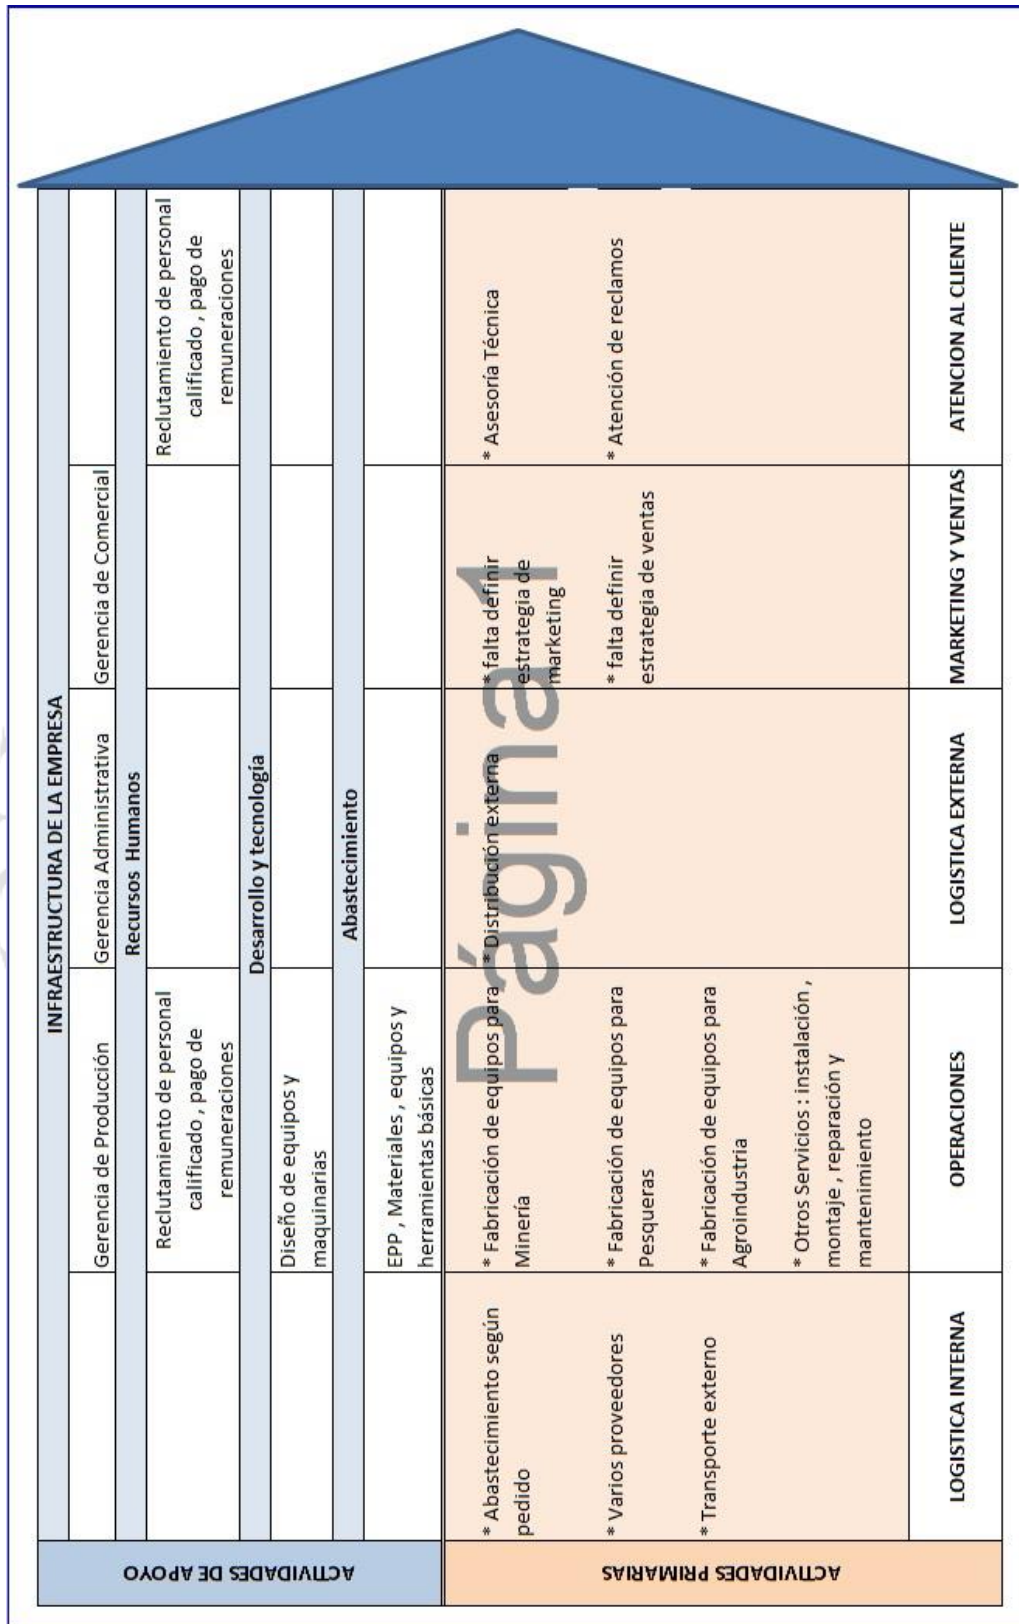 INFRAESTRUCTURA DE LA EMPRESA
Gerencia de Producción
Gerencia Administrativa
Gerencia de Comercial
Recursos Humanos
Reclutamiento de personal
calificado , pago de
remuneraciones
Reclutamiento de personal
calificado , pago de
remuneraciones
Desarrollo y tecnología
Diseño de equipos y
maquinarias
Abastecimiento
EPP , Materiales , equipos y
herramientas básicas
ACTIVIDADES DE APOYO
* Abastecimiento según
pedido
* Varios proveedores
* Transporte externo
* Fabricación de equipos para
Minería
* Fabricación de equipos para
Pesqueras
* Fabricación de equipos para
Agroindustria
* Otros Servicios : instalación ,
montaje , reparación y
mantenimiento
* Distribución externa
* falta definir
estrategia de
marketing
* falta definir
estrategia de ventas
* Asesoría Técnica
* Atención de reclamos
Página 1
ACTIVIDADES PRIMARIAS
LOGISTICA INTERNA
OPERACIONES
LOGISTICA EXTERNA
MARKETING Y VENTAS
ATENCION AL CLIENTE